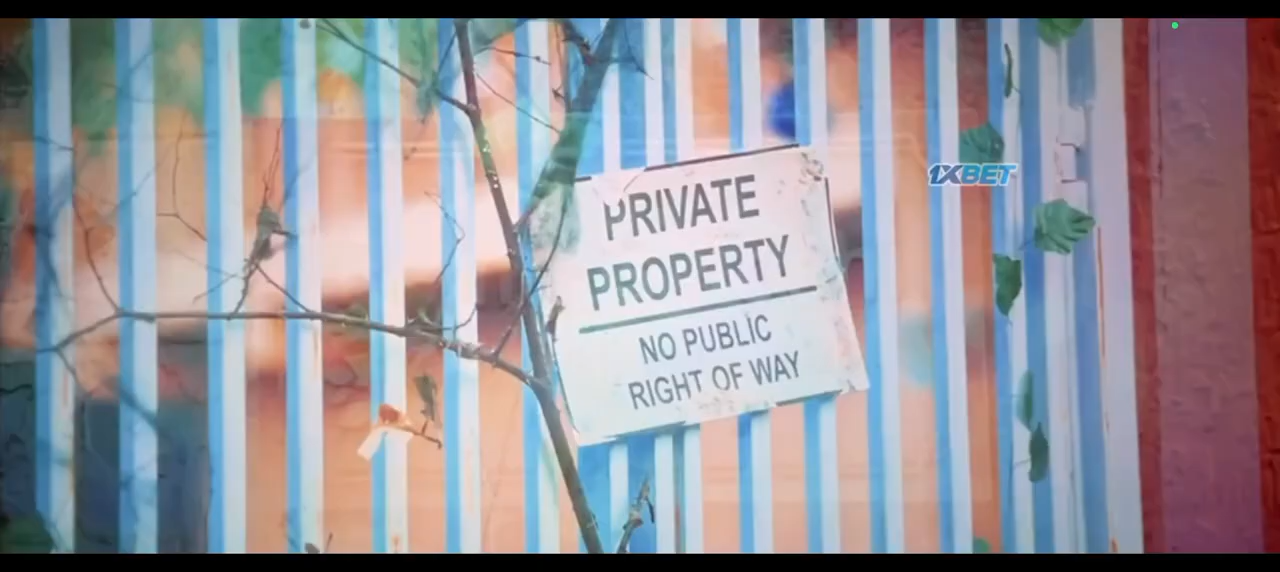 PRIVATE
PROPERTY
NO PUBLIC
RIGHT OF WAY
1XBET